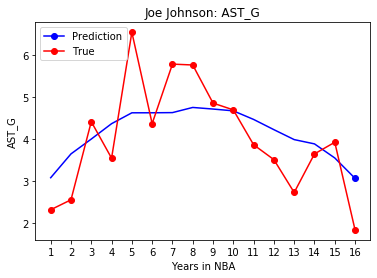 Joe Johnson: AST_G
Prediction
True
6
5
4
3
2
AST_G
1 2 3 4 5 6 7 8 9 10 11 12 13 14 15 16
Years in NBA